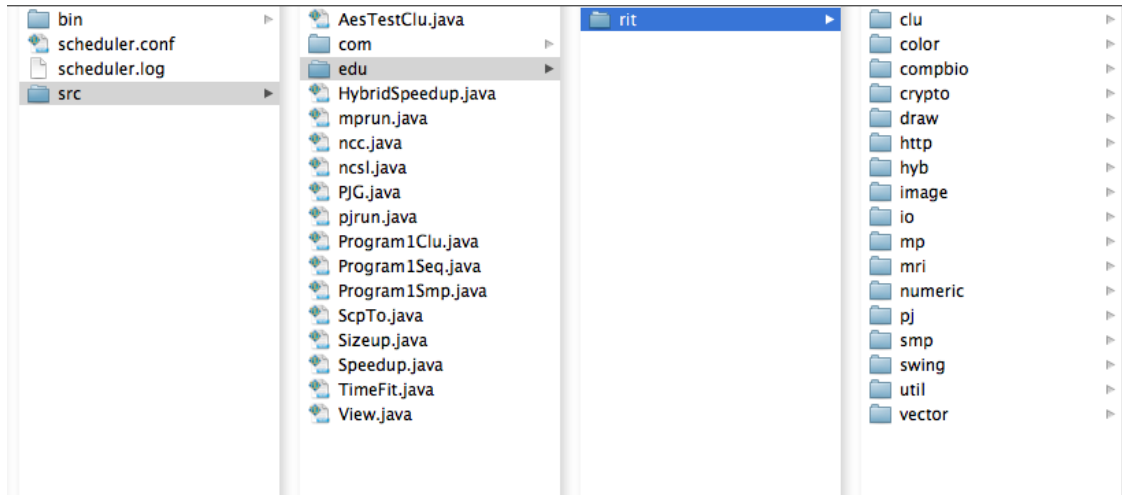 bin
scheduler.conf
scheduler.log
src
AesTestClu.java
com
edu
HybridSpeedup.java
mprun.java
ncc.java
ncsl.java
PJG.java
pjrun.java
Program1Clu.java
Program1Seq.java
Program1Smp.java
ScpTo.java
Sizeup.java
Speedup.java
TimeFit.java
View.java
rit
clu
color
compbio
crypto
draw
http
hyb
image
io
mp
mri
numeric
pj
smp
swing
util
vector